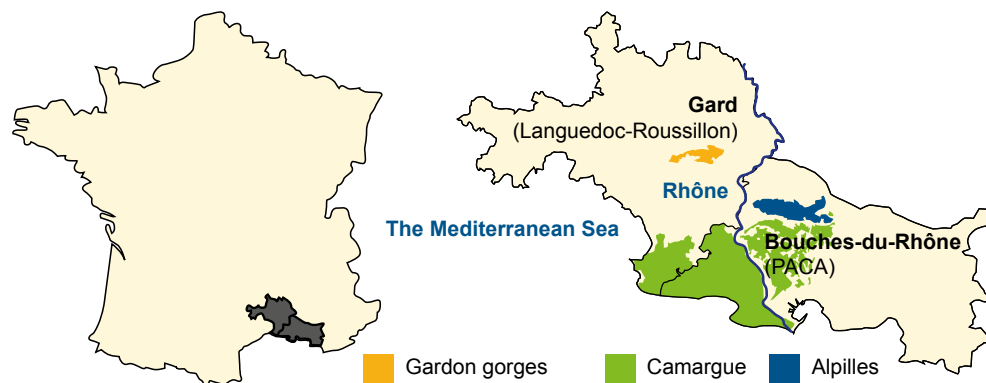 Gard
(Languedoc-Roussillon)
Rhône
The Mediterranean Sea
Bouches-du-Rhône
(PACA)
Gardon gorges
Camargue
Alpilles